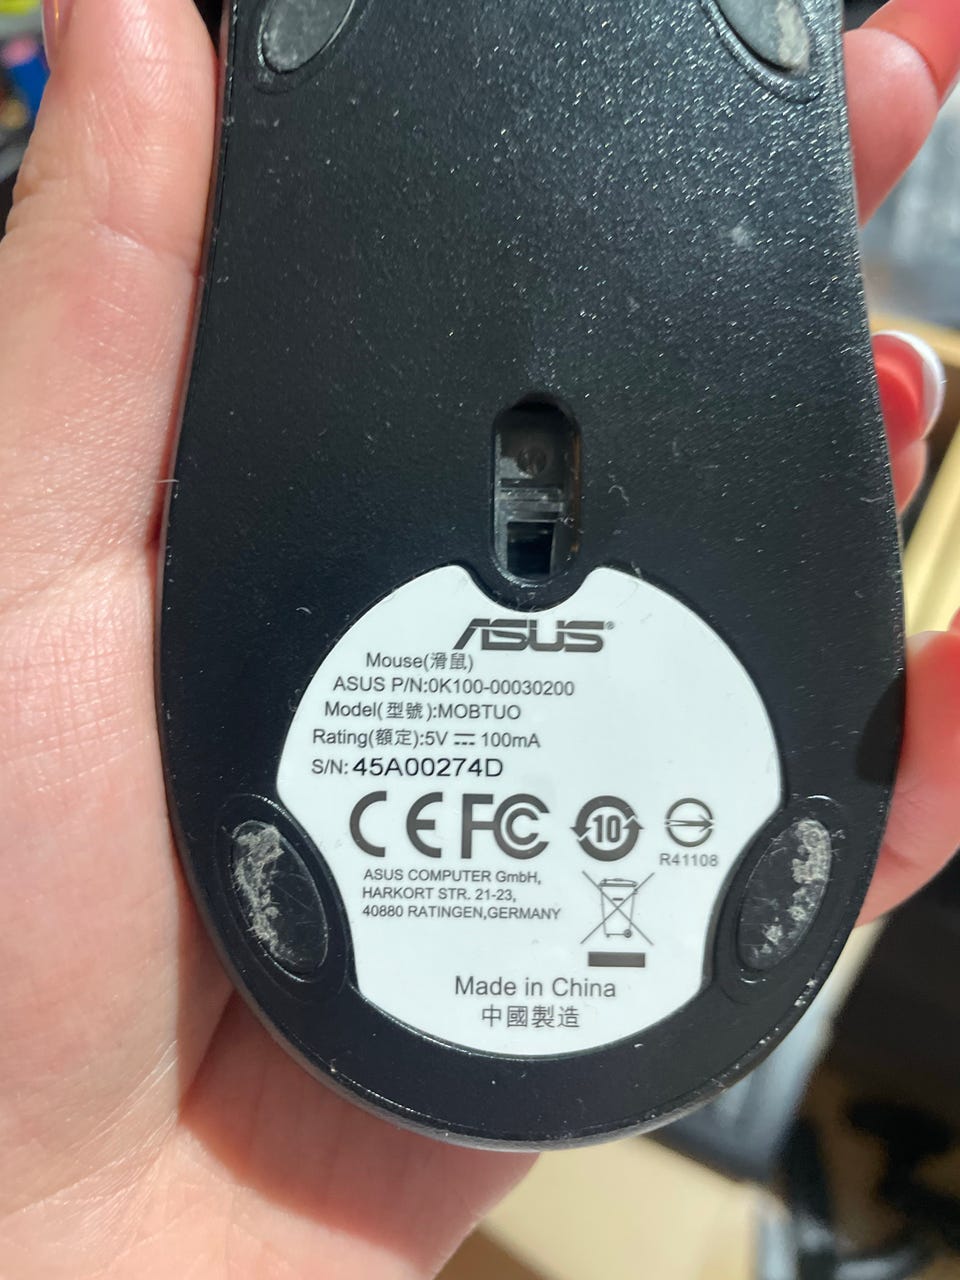 ASUS®
Mouse(滑鼠)
ASUS P/N:0K100-00030200
Model(型號):MOBTUO
Rating(額定):5V ⎓ 100mA
S/N: 45A00274D
CE FC 10
R41108
ASUS COMPUTER GmbH,
HARKORT STR. 21-23,
40880 RATINGEN,GERMANY
Made in China
中國製造